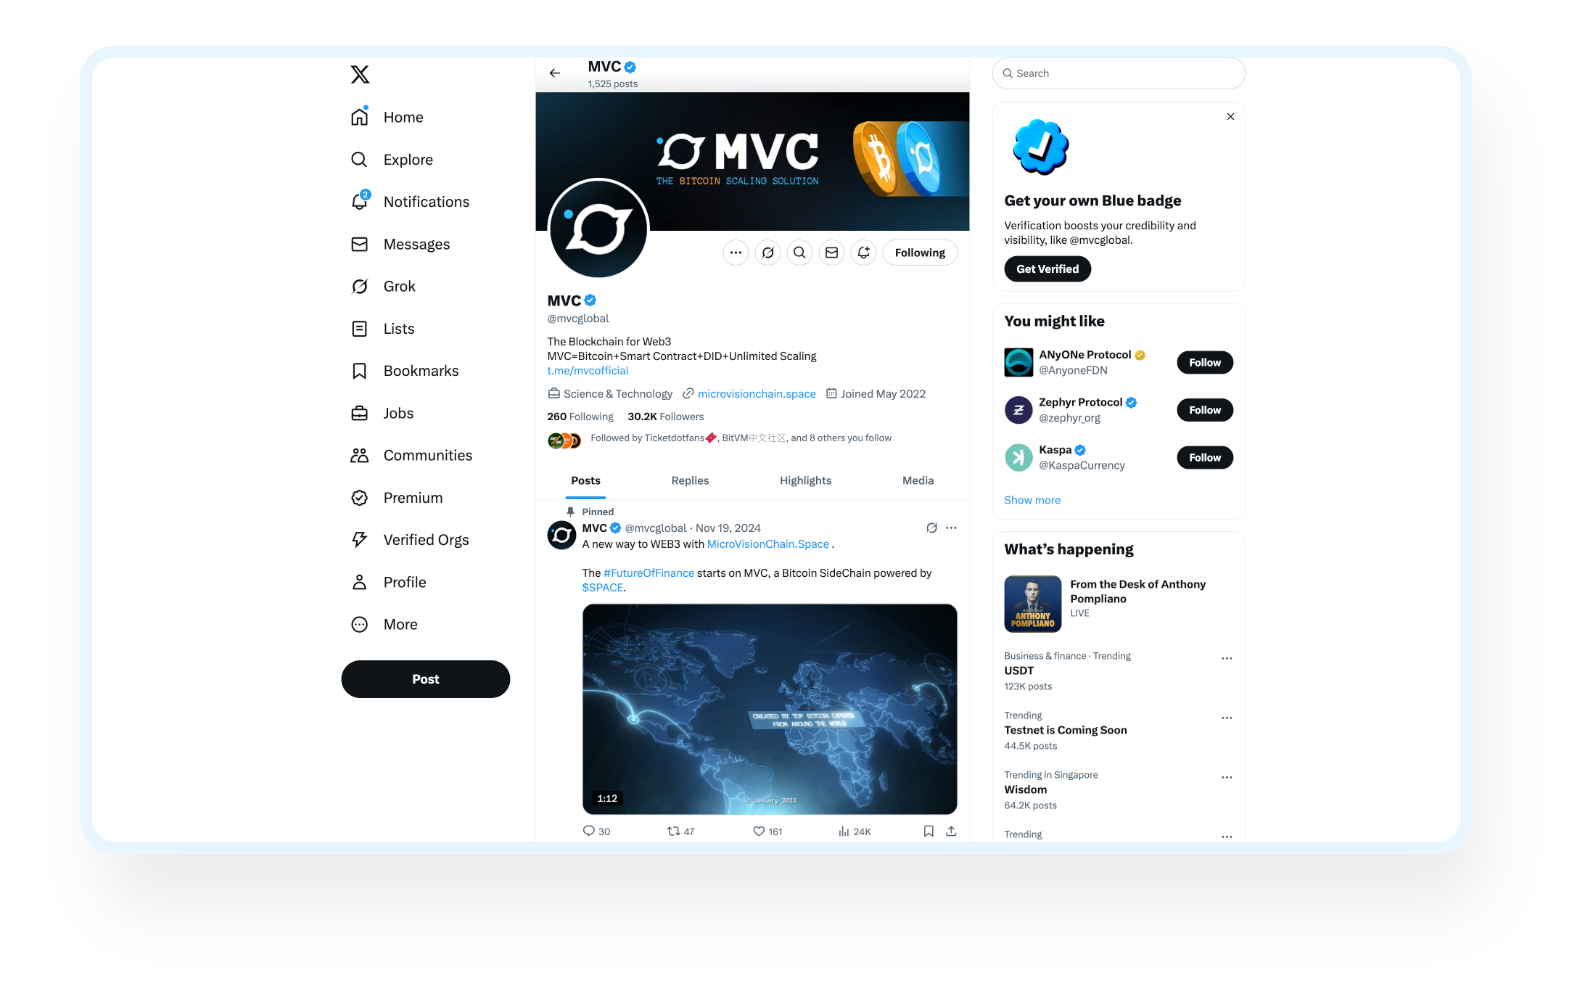 Home
Explore
2
Notifications
Messages
Grok
Lists
Bookmarks
Jobs
Communities
Premium
Verified Orgs
Profile
More
Post
MVC
1,525 posts
MVC
THE BITCOIN SCALING SOLUTION
Following
MVC
@mvcglobal
The Blockchain for Web3
MVC=Bitcoin+Smart Contract+DID+Unlimited Scaling
t.me/mvcofficial
Science & Technology microvisionchain.space Joined May 2022
260 Following 30.2K Followers
Followed by Ticketdotfans, BitVM中文社区, and 8 others you follow
Posts Replies Highlights Media
Pinned
MVC @mvcglobal · Nov 19, 2024
A new way to WEB3 with MicroVisionChain.Space .
The #FutureOfFinance starts on MVC, a Bitcoin SideChain powered by
$SPACE.
CREATED BY TOP BITCOIN EXPERTS
FROM AROUND THE WORLD
1:12
In January 2023
30 47 161 24K
Search
Get your own Blue badge
Verification boosts your credibility and
visibility, like @mvcglobal.
Get Verified
You might like
ANyONe Protocol
@AnyoneFDN
Follow
Zephyr Protocol
@zephyr_org
Follow
Kaspa
@KaspaCurrency
Follow
Show more
What's happening
ANTHONY
POMPLIANO
From the Desk of Anthony
Pompliano
LIVE
Business & finance · Trending
USDT
123K posts
Trending
Testnet is Coming Soon
44.5K posts
Trending in Singapore
Wisdom
64.2K posts
Trending